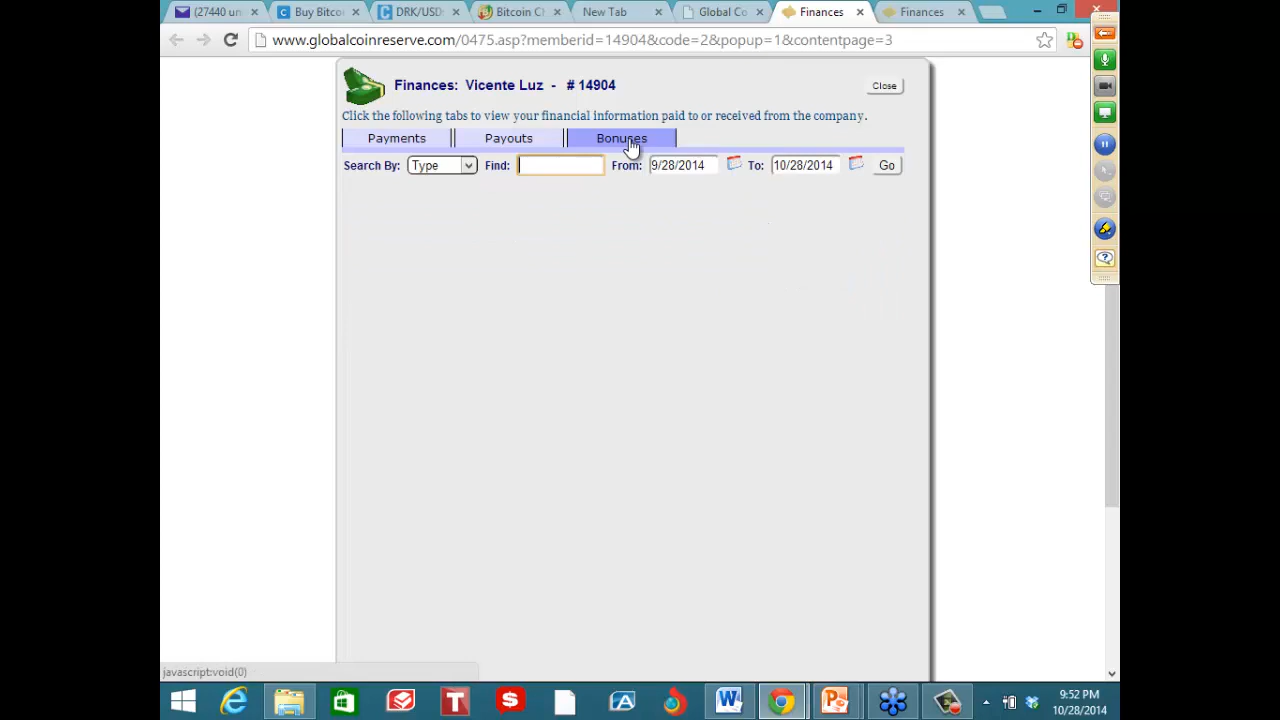 (27440 un
Buy Bitco
DRK/USD
Bitcoin C
New Tab
Global Co
Finances
Finances
www.globalcoinreserve.com/0475.asp?memberid=14904&code=2&popup=1&contentpage=3
Finances: Vicente Luz - # 14904
Close
Click the following tabs to view your financial information paid to or received from the company.
Payments
Payouts
Bonuses
Search By: Type Find: From: 9/28/2014 To: 10/28/2014 Go
javascript:void(0)
9:52 PM
10/28/2014